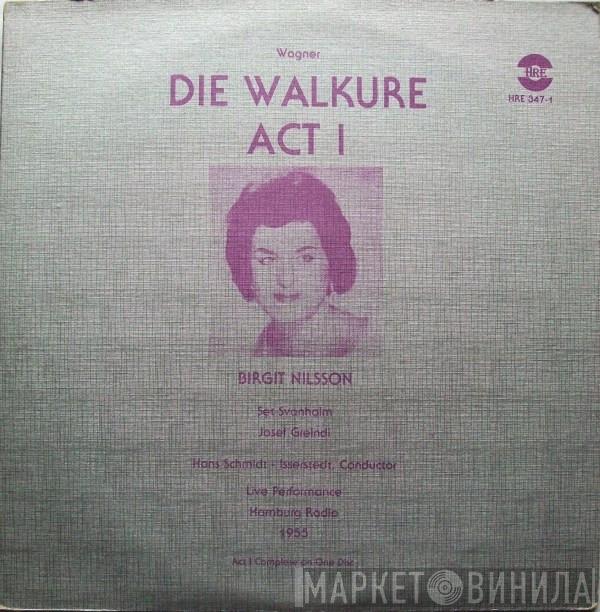 Wagner
HRE
HRE 347-1
DIE WALKURE
ACT I
BIRGIT NILSSON
Set Svanholm
Josef Greindl
Hans Schmidt - Isserstedt, Conductor
Live Performance
Hamburg Radio
1955
Act I Complete on One Disc
МАРКЕТ ВИНИЛА